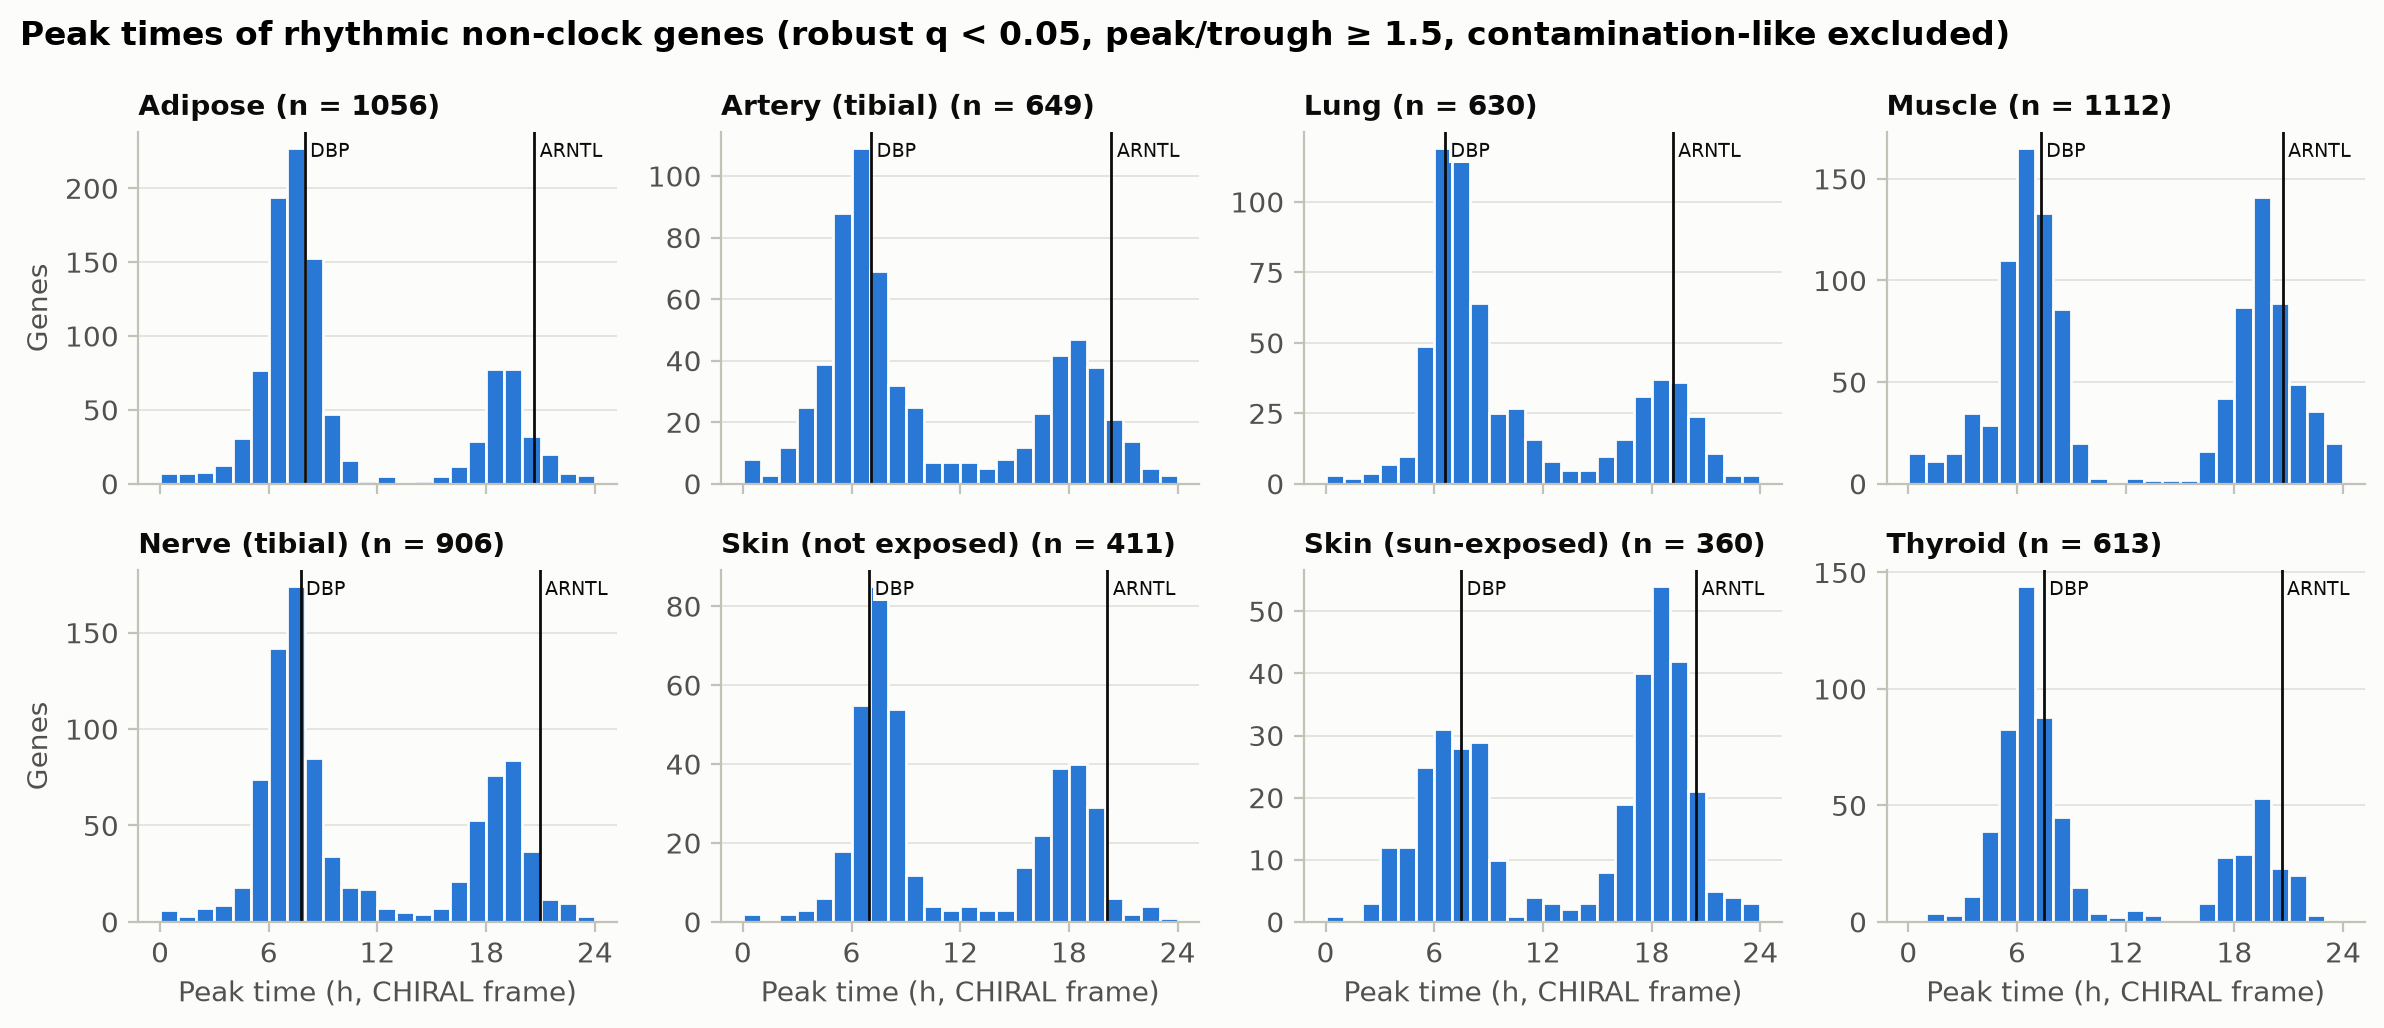 Peak times of rhythmic non-clock genes (robust q < 0.05, peak/trough ≥ 1.5, contamination-like excluded)
Adipose (n = 1056)
DBP
ARNTL
200
150
100
50
0
Genes
6
Artery (tibial) (n = 649)
DBP
ARNTL
100
80
60
40
20
0
Lung (n = 630)
DBP
ARNTL
100
75
50
25
0
Muscle (n = 1112)
DBP
ARNTL
150
100
50
0
Nerve (tibial) (n = 906)
DBP
ARNTL
150
100
50
0
Genes
0 6 12 18 24
Peak time (h, CHIRAL frame)
Skin (not exposed) (n = 411)
DBP
ARNTL
80
60
40
20
0
0 6 12 18 24
Peak time (h, CHIRAL frame)
Skin (sun-exposed) (n = 360)
DBP
ARNTL
50
40
30
20
10
0
0 6 12 18 24
Peak time (h, CHIRAL frame)
Thyroid (n = 613)
DBP
ARNTL
150
100
50
0
0 6 12 18 24
Peak time (h, CHIRAL frame)